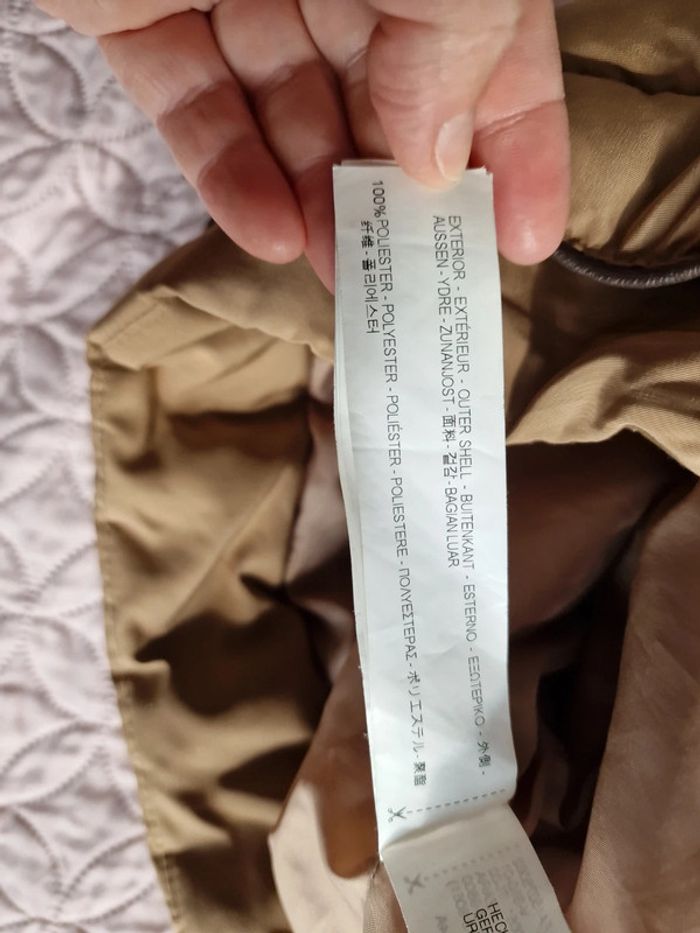 EXTERIOR - EXTÉRIEUR - OUTER SHELL - BUITENKANT - ESTERNO - ΕΞΩΤΕΡΙΚΟ - 外側 -
AUSSEN - YDRE - ZUNANJOST - 面料 - 겉감 - BAGIAN LUAR
100% POLIESTER - POLYESTER - POLIÉSTER - POLIESTERE - ΠΟΛΥΕΣΤΕΡΑΣ - ポリエステル - 聚酯
纤维 - 폴리에스터